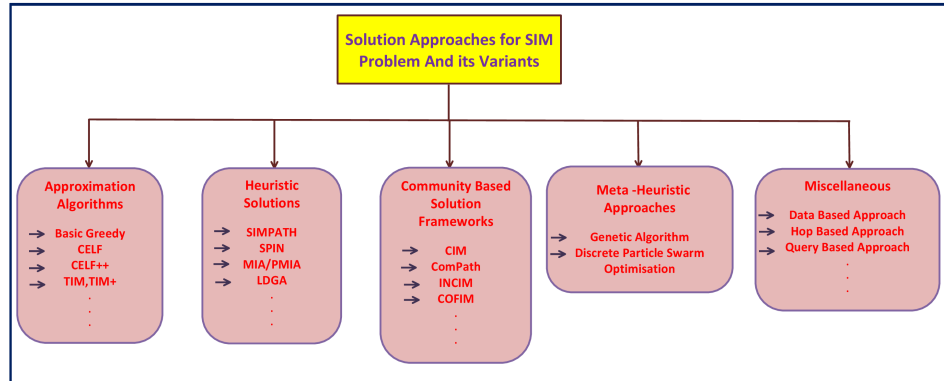 Solution Approaches for SIM
Problem And its Variants
Approximation
Algorithms
Basic Greedy
CELF
CELF++
TIM,TIM+
.
.
.
Heuristic
Solutions
SIMPATH
SPIN
MIA/PMIA
LDGA
.
.
.
Community Based
Solution
Frameworks
CIM
ComPath
INCIM
COFIM
.
.
.
Meta -Heuristic
Approaches
Genetic Algorithm
Discrete Particle Swarm
Optimisation
Miscellaneous
Data Based Approach
Hop Based Approach
Query Based Approach
.
.
.